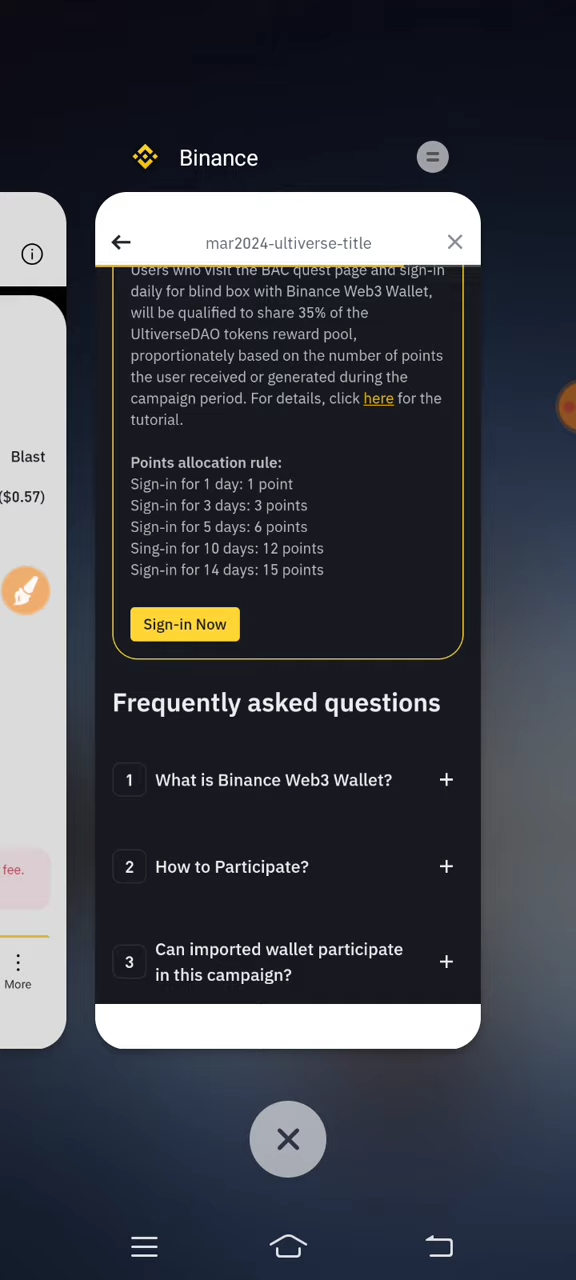 Binance
mar2024-ultiverse-title
Users who visit the BAC quest page and sign-in
daily for blind box with Binance Web3 Wallet,
will be qualified to share 35% of the
UltiverseDAO tokens reward pool,
proportionately based on the number of points
the user received or generated during the
campaign period. For details, click here for the
tutorial.
Points allocation rule:
Sign-in for 1 day: 1 point
Sign-in for 3 days: 3 points
Sign-in for 5 days: 6 points
Sing-in for 10 days: 12 points
Sign-in for 14 days: 15 points
Sign-in Now
Frequently asked questions
1 What is Binance Web3 Wallet?
2 How to Participate?
3 Can imported wallet participate
in this campaign?
Blast
($0.57)
fee.
More